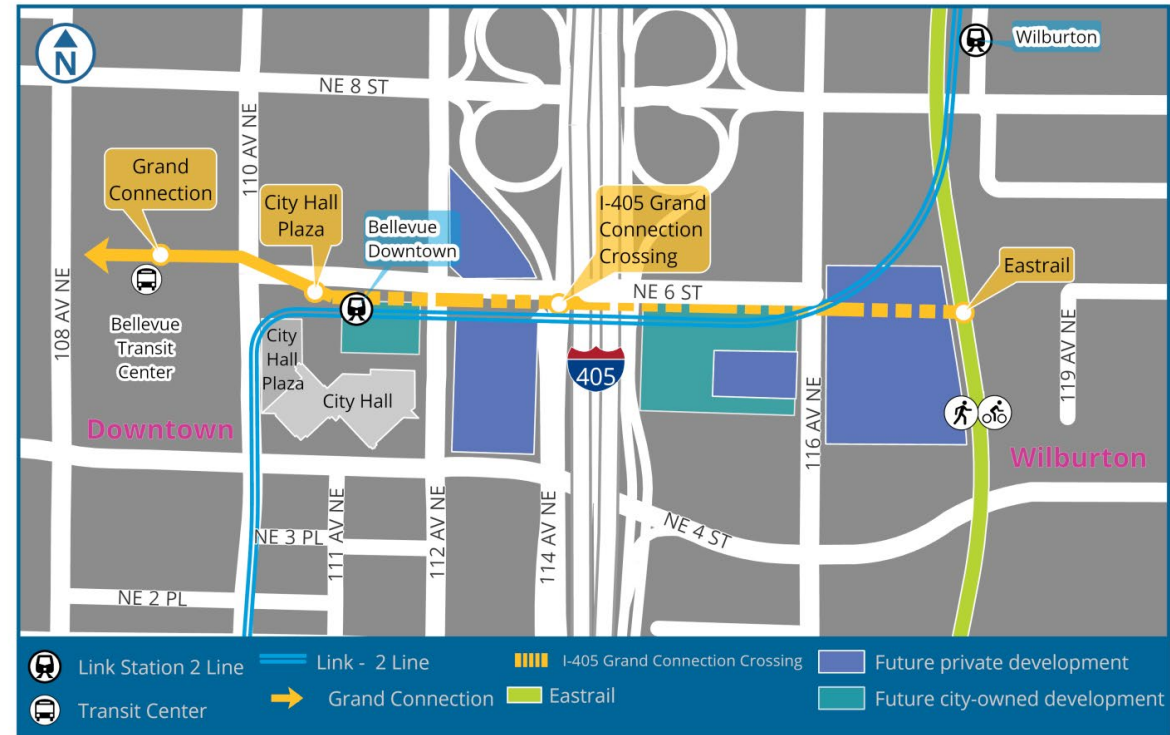 N
Wilburton
NE 8 ST
110 AV NE
Grand
Connection
City Hall
Plaza
Bellevue
Downtown
I-405 Grand
Connection
Crossing
NE 6 ST
Eastrail
108 AV NE
Bellevue
Transit
Center
City
Hall
Plaza
City Hall
405
116 AV NE
119 AV NE
Downtown
Wilburton
111 AV NE
112 AV NE
114 AV NE
NE 4 ST
NE 3 PL
NE 2 PL
Link Station 2 Line
Link - 2 Line
I-405 Grand Connection Crossing
Future private development
Transit Center
Grand Connection
Eastrail
Future city-owned development